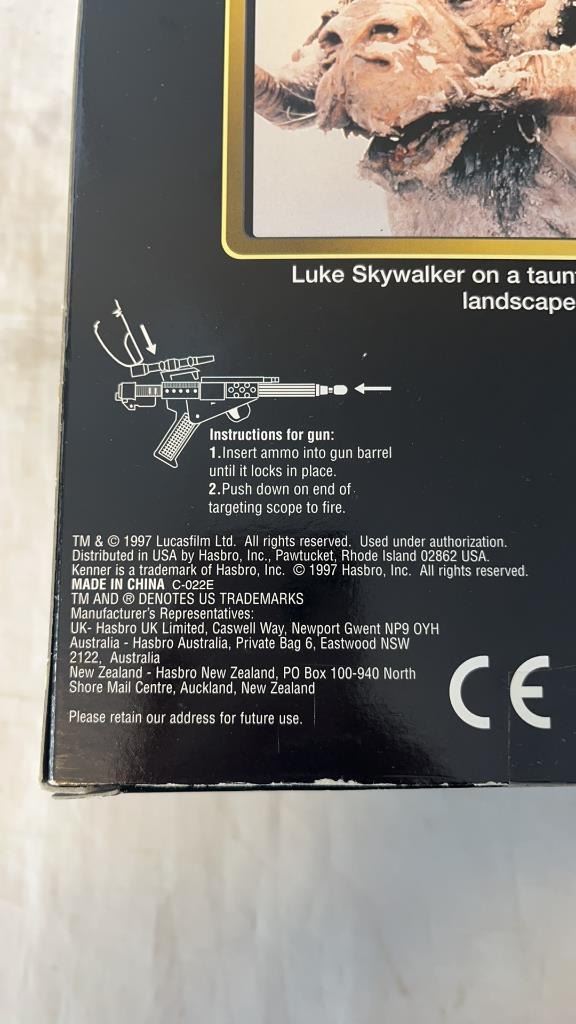 Luke Skywalker on a
landscape
Instructions for gun:
1.Insert ammo into gun barrel
until it locks in place.
2.Push down on end of
targeting scope to fire.
TM & © 1997 Lucasfilm Ltd. All rights reserved. Used under authorization.
Distributed in USA by Hasbro, Inc., Pawtucket, Rhode Island 02862 USA.
Kenner is a trademark of Hasbro, Inc. © 1997 Hasbro, Inc. All rights reserved.
MADE IN CHINA C-022E
TM AND ® DENOTES US TRADEMARKS
Manufacturer's Representatives:
UK- Hasbro UK Limited, Caswell Way, Newport Gwent NP9 OYH
Australia - Hasbro Australia, Private Bag 6, Eastwood NSW
2122, Australia
New Zealand - Hasbro New Zealand, PO Box 100-940 North
Shore Mail Centre, Auckland, New Zealand
Please retain our address for future use.
CE